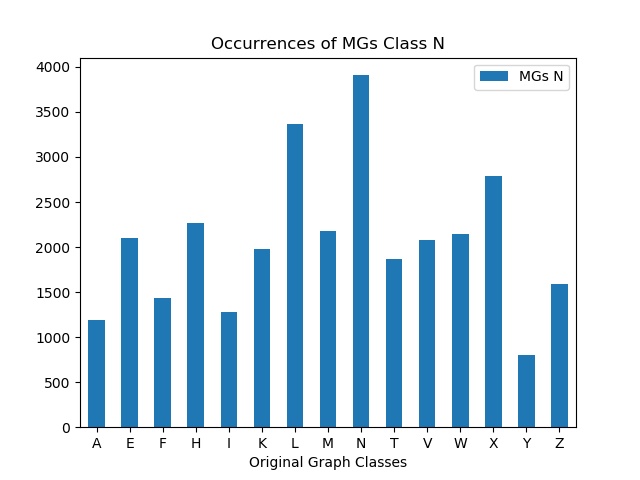 Occurrences of MGs Class N
MGs N
4000
3500
3000
2500
2000
1500
1000
500
0
A E F H I K L M N T V W X Y Z
Original Graph Classes